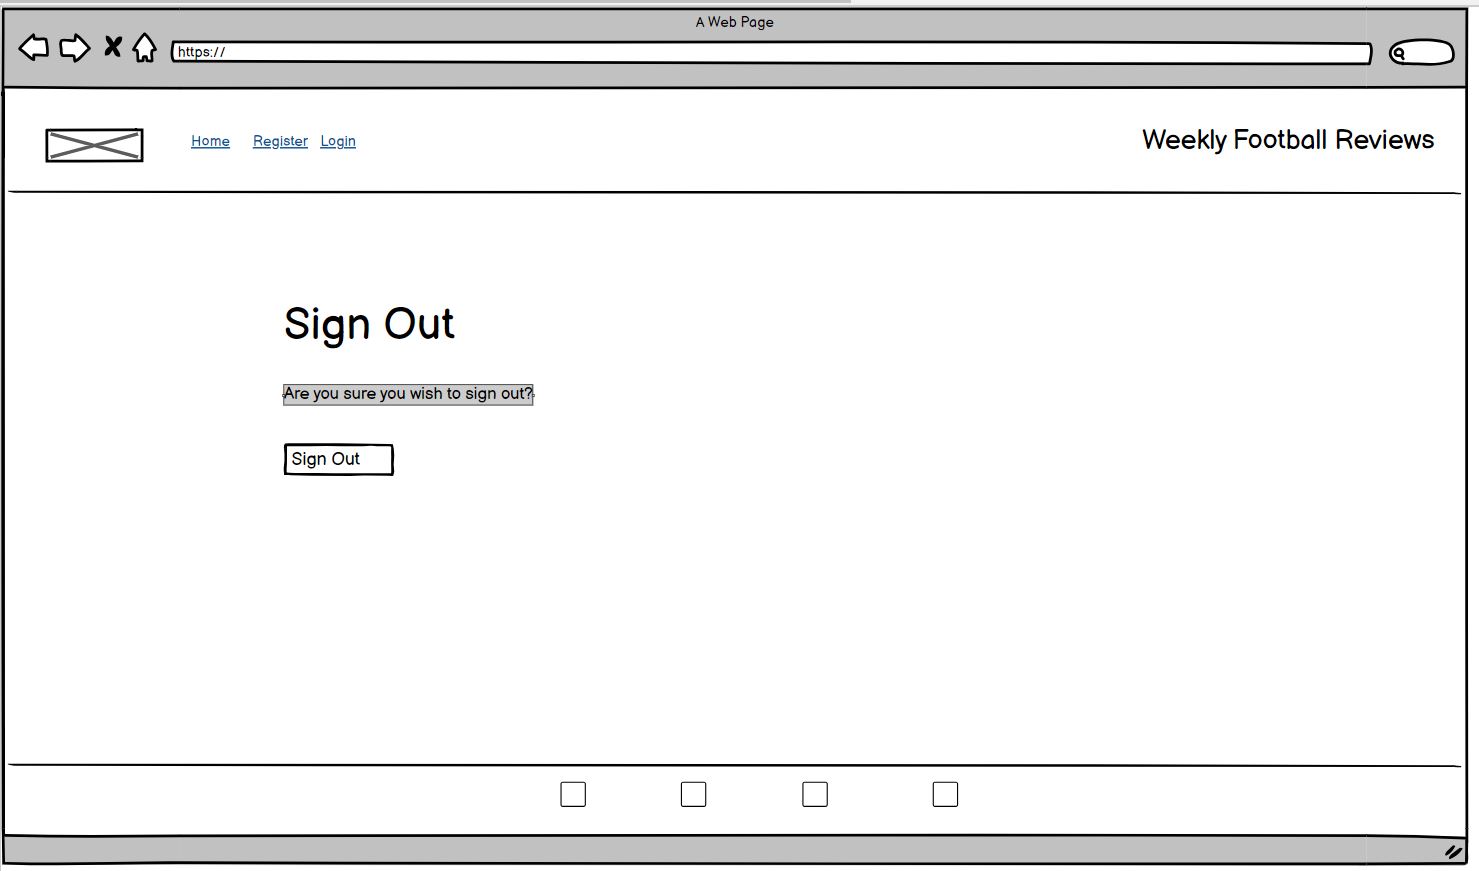 A Web Page
https://
Home Register Login
Weekly Football Reviews
Sign Out
Are you sure you wish to sign out?
Sign Out